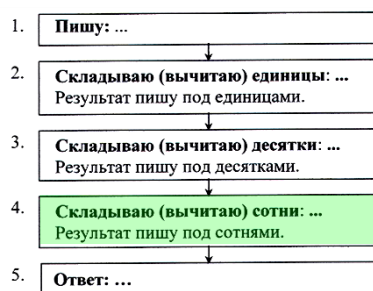 1. Пишу: ...
2. Складываю (вычитаю) единицы: ...
Результат пишу под единицами.
3. Складываю (вычитаю) десятки: ...
Результат пишу под десятками.
4. Складываю (вычитаю) сотни: ...
Результат пишу под сотнями.
5. Ответ: ...